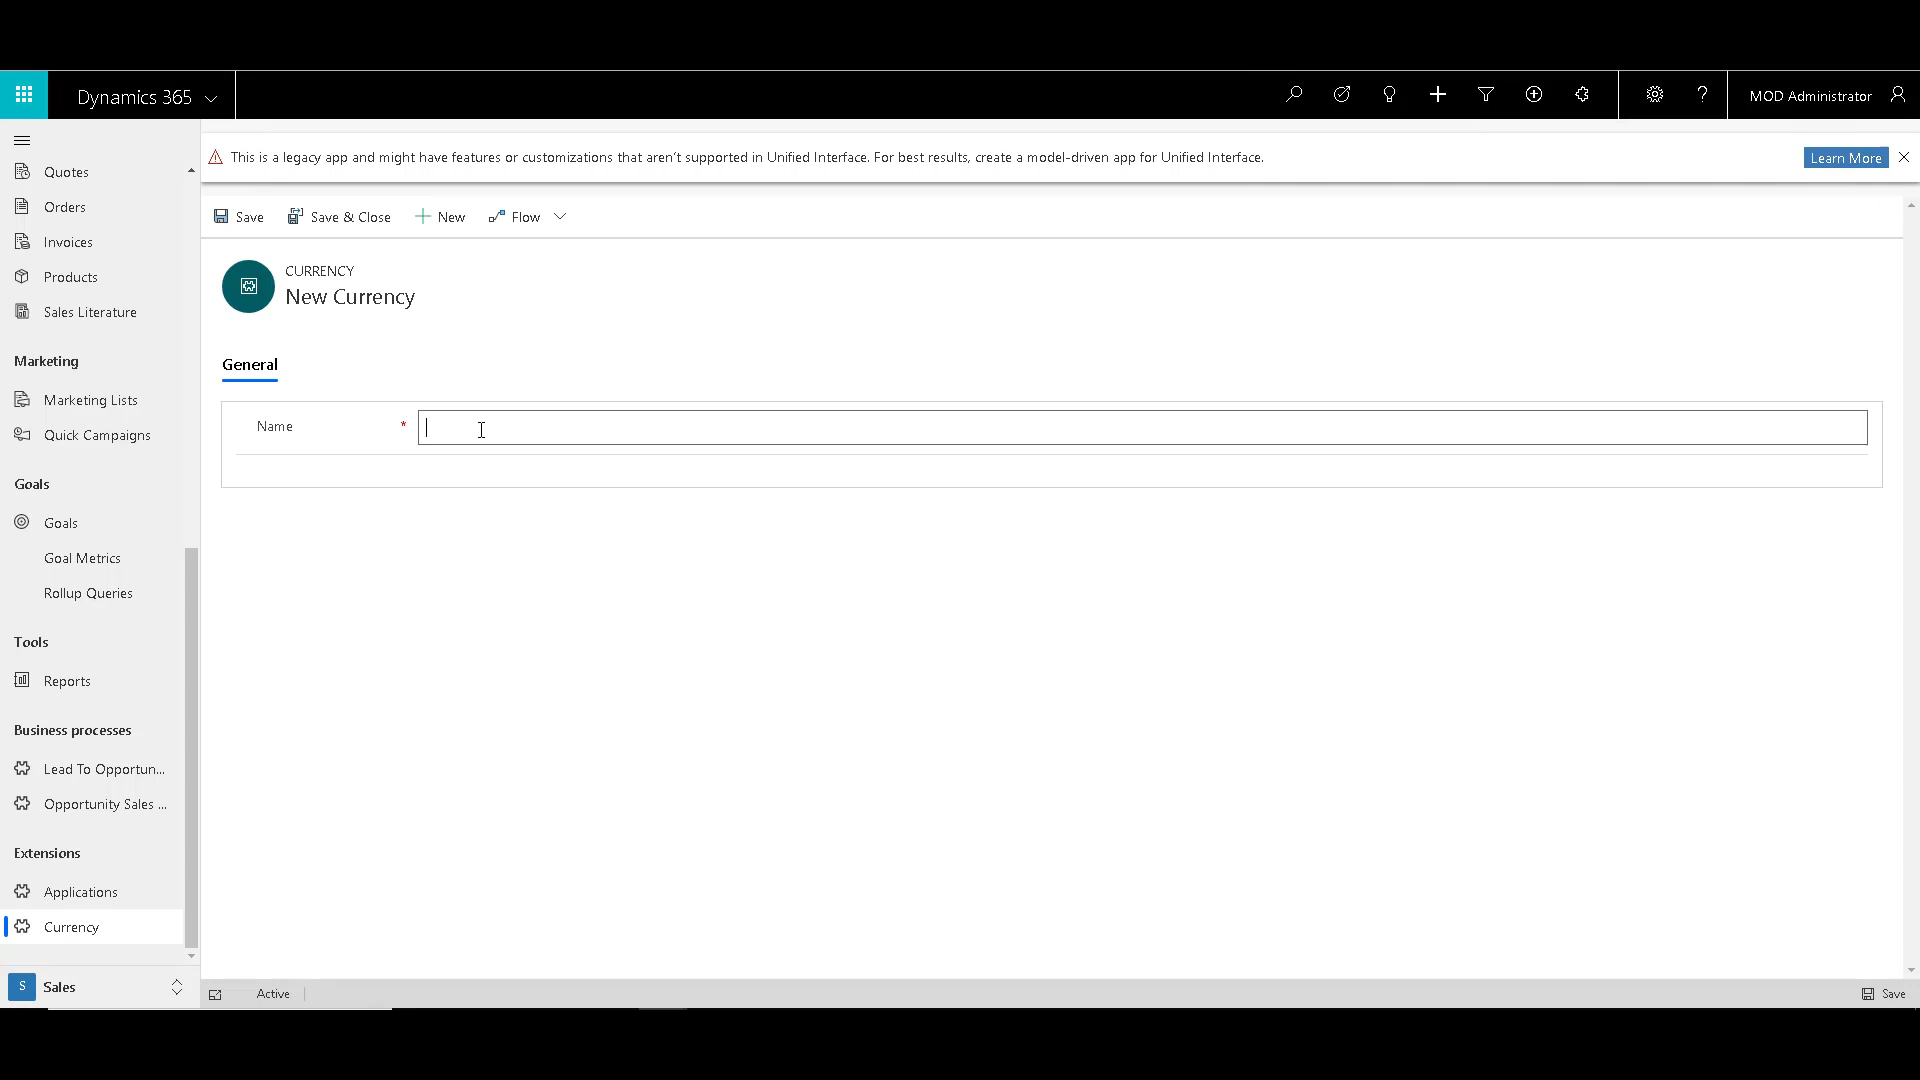 Dynamics 365
MOD Administrator
This is a legacy app and might have features or customizations that aren't supported in Unified Interface. For best results, create a model-driven app for Unified Interface.
Learn More
Quotes
Orders
Invoices
Products
Sales Literature
Marketing
Marketing Lists
Quick Campaigns
Goals
Goals
Goal Metrics
Rollup Queries
Tools
Reports
Business processes
Lead To Opportun...
Opportunity Sales ...
Extensions
Applications
Currency
S Sales
Save
Save & Close
New
Flow
CURRENCY
New Currency
General
Name *
Active
Save